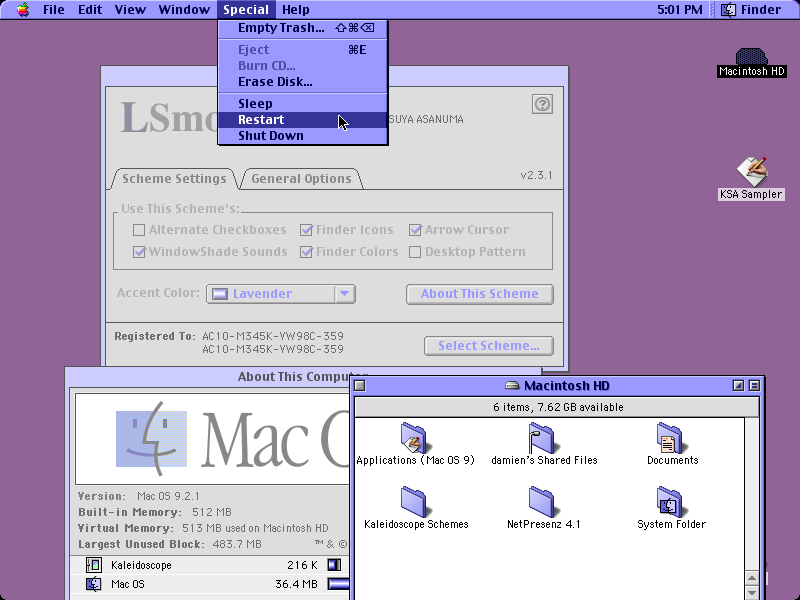 File Edit View Window Special Help 5:01 PM Finder
Empty Trash... ⇧⌘⌫
Eject ⌘E
Burn CD...
Erase Disk...
Sleep
Restart
Shut Down
Macintosh HD
KSA Sampler
SUYA ASANUMA
?
Scheme Settings General Options v2.3.1
Use This Scheme's:
Alternate Checkboxes Finder Icons Arrow Cursor
WindowShade Sounds Finder Colors Desktop Pattern
Accent Color: Lavender About This Scheme
Registered To: AC10-M345K-YW98C-359
AC10-M345K-YW98C-359
Select Scheme...
About This Computer
Mac
Version: Mac OS 9.2.1
Built-in Memory: 512 MB
Virtual Memory: 513 MB used on Macintosh HD
Largest Unused Block: 483.7 MB ™ & ©
Kaleidoscope 216 K
Mac OS 36.4 MB
Macintosh HD
6 items, 7.62 GB available
Applications (Mac OS 9) damien's Shared Files Documents
Kaleidoscope Schemes NetPresenz 4.1 System Folder